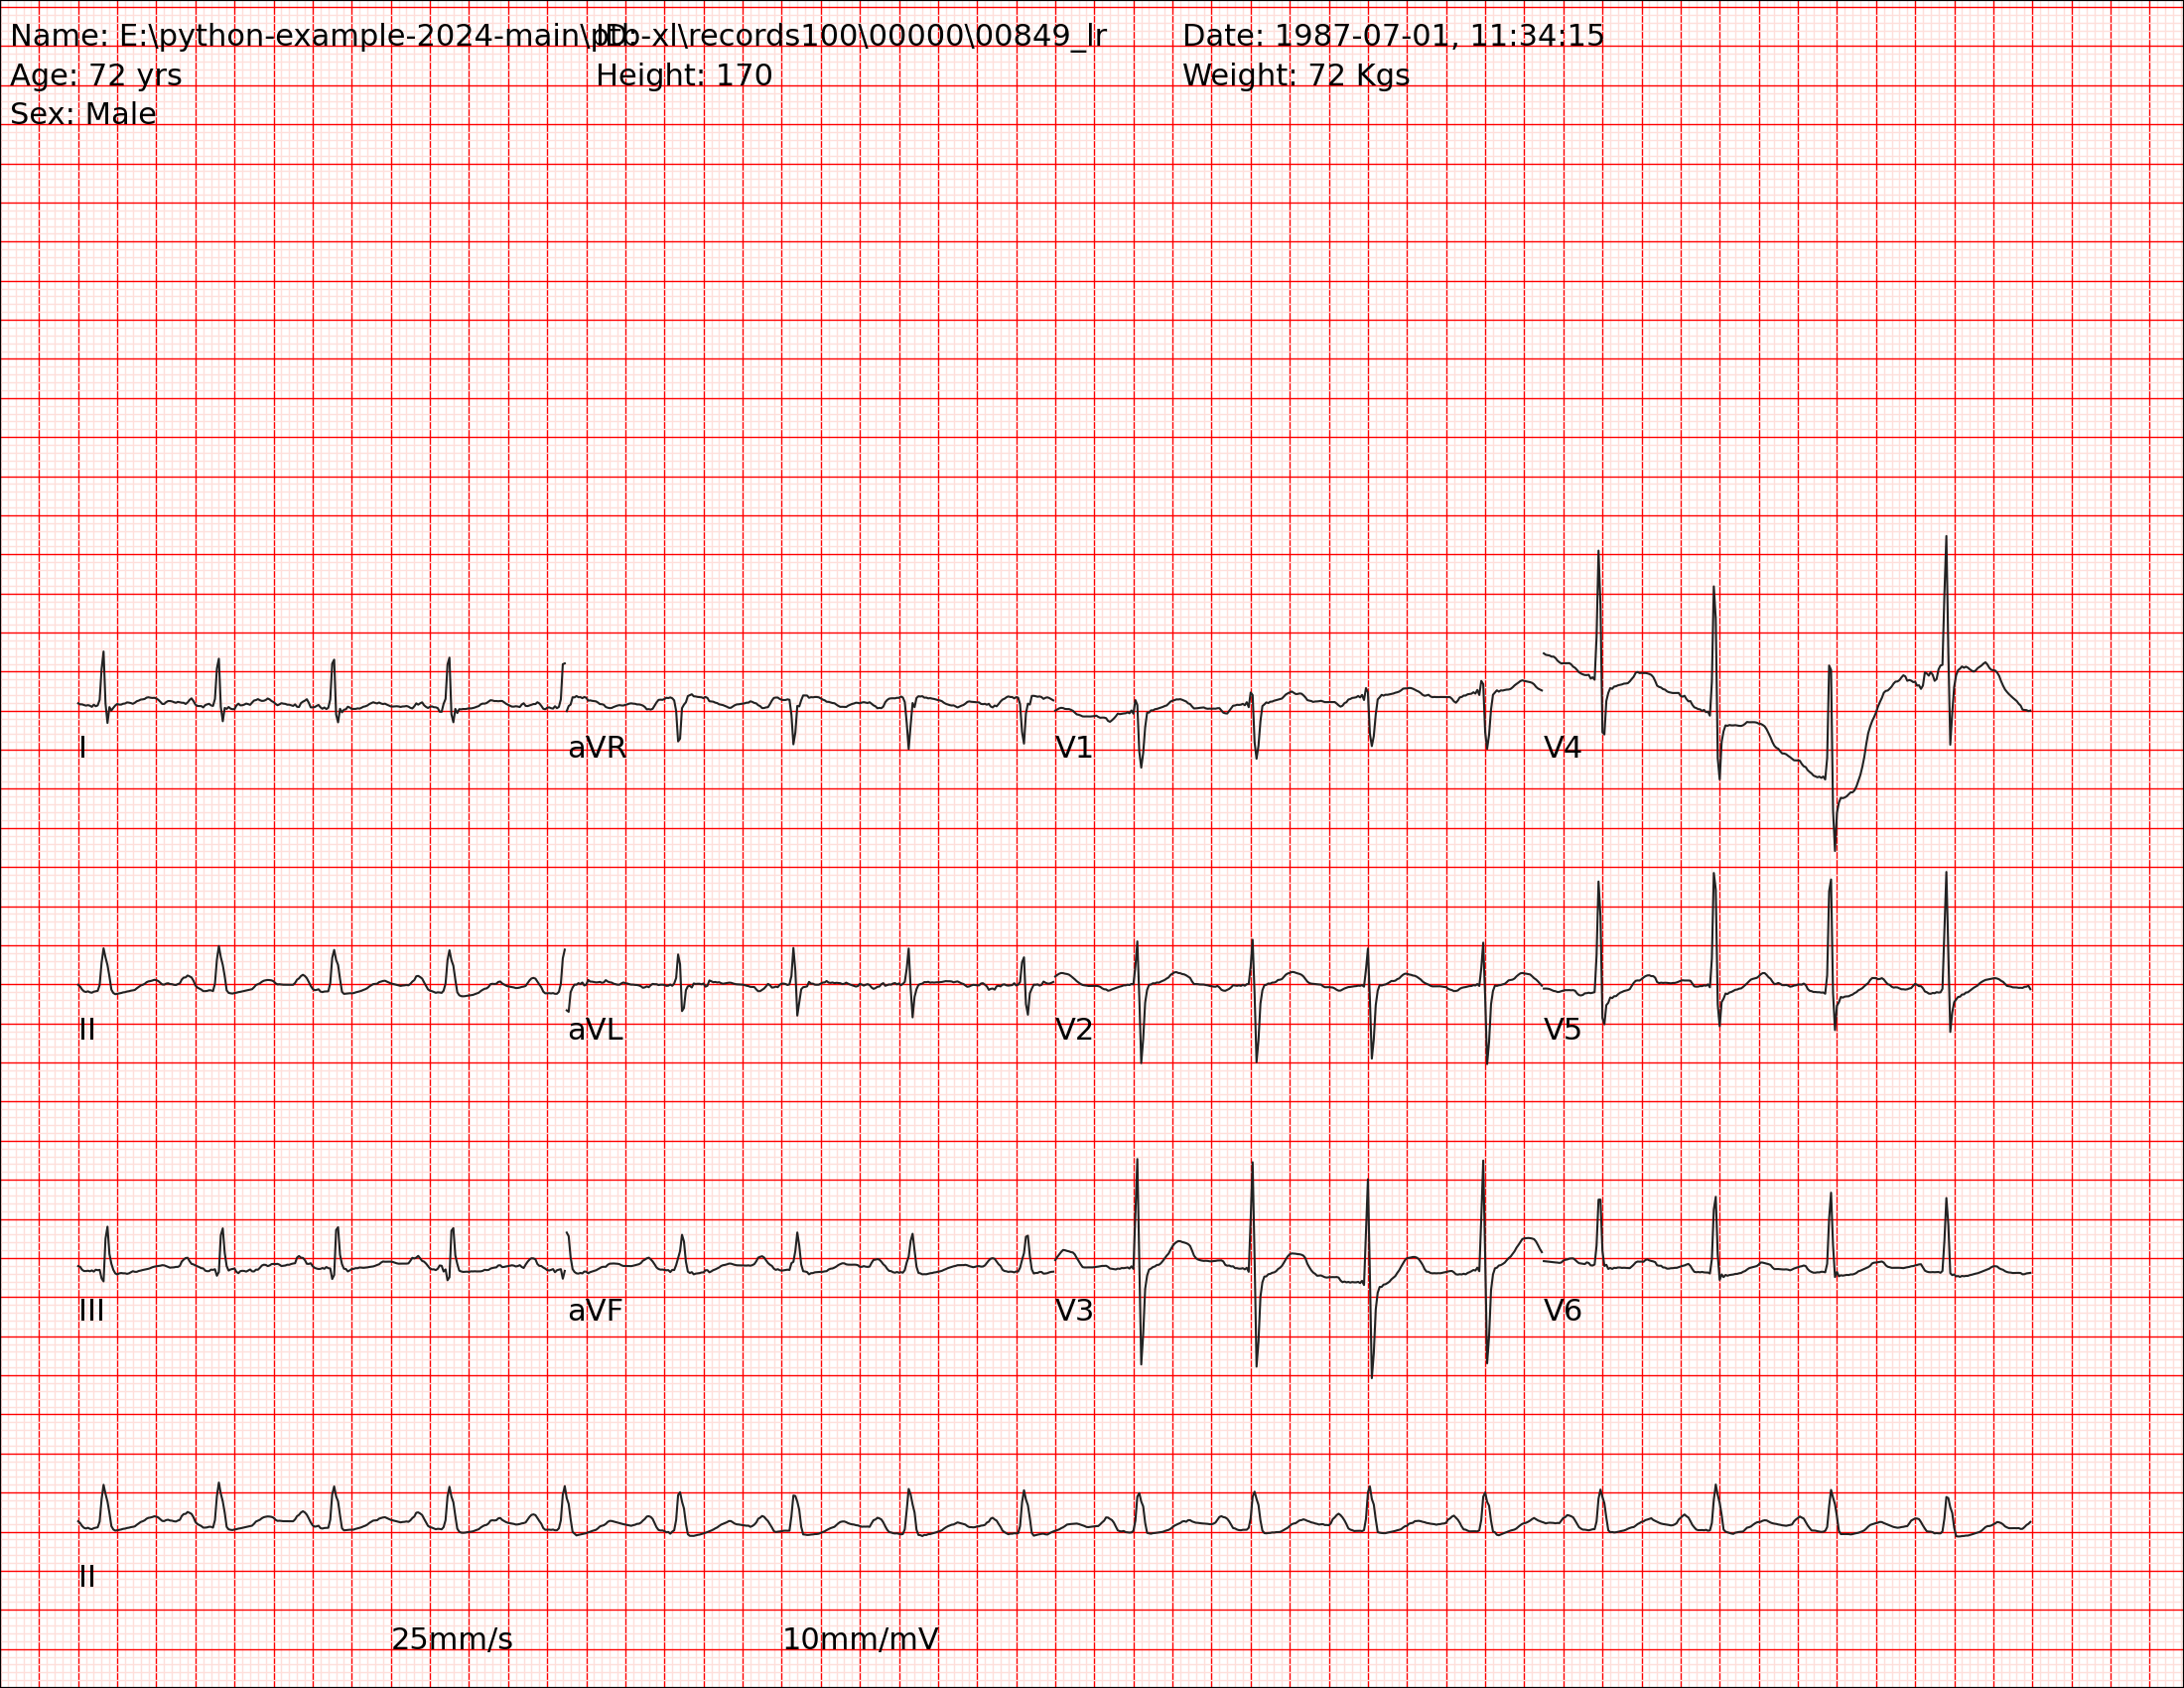 Name: E:\python-example-2024-main\ptb-xl\records100\00000\00849_lr ID: Date: 1987-07-01, 11:34:15
Age: 72 yrs Height: 170 Weight: 72 Kgs
Sex: Male
I aVR V1 V4
II aVL V2 V5
III aVF V3 V6
II
25mm/s 10mm/mV